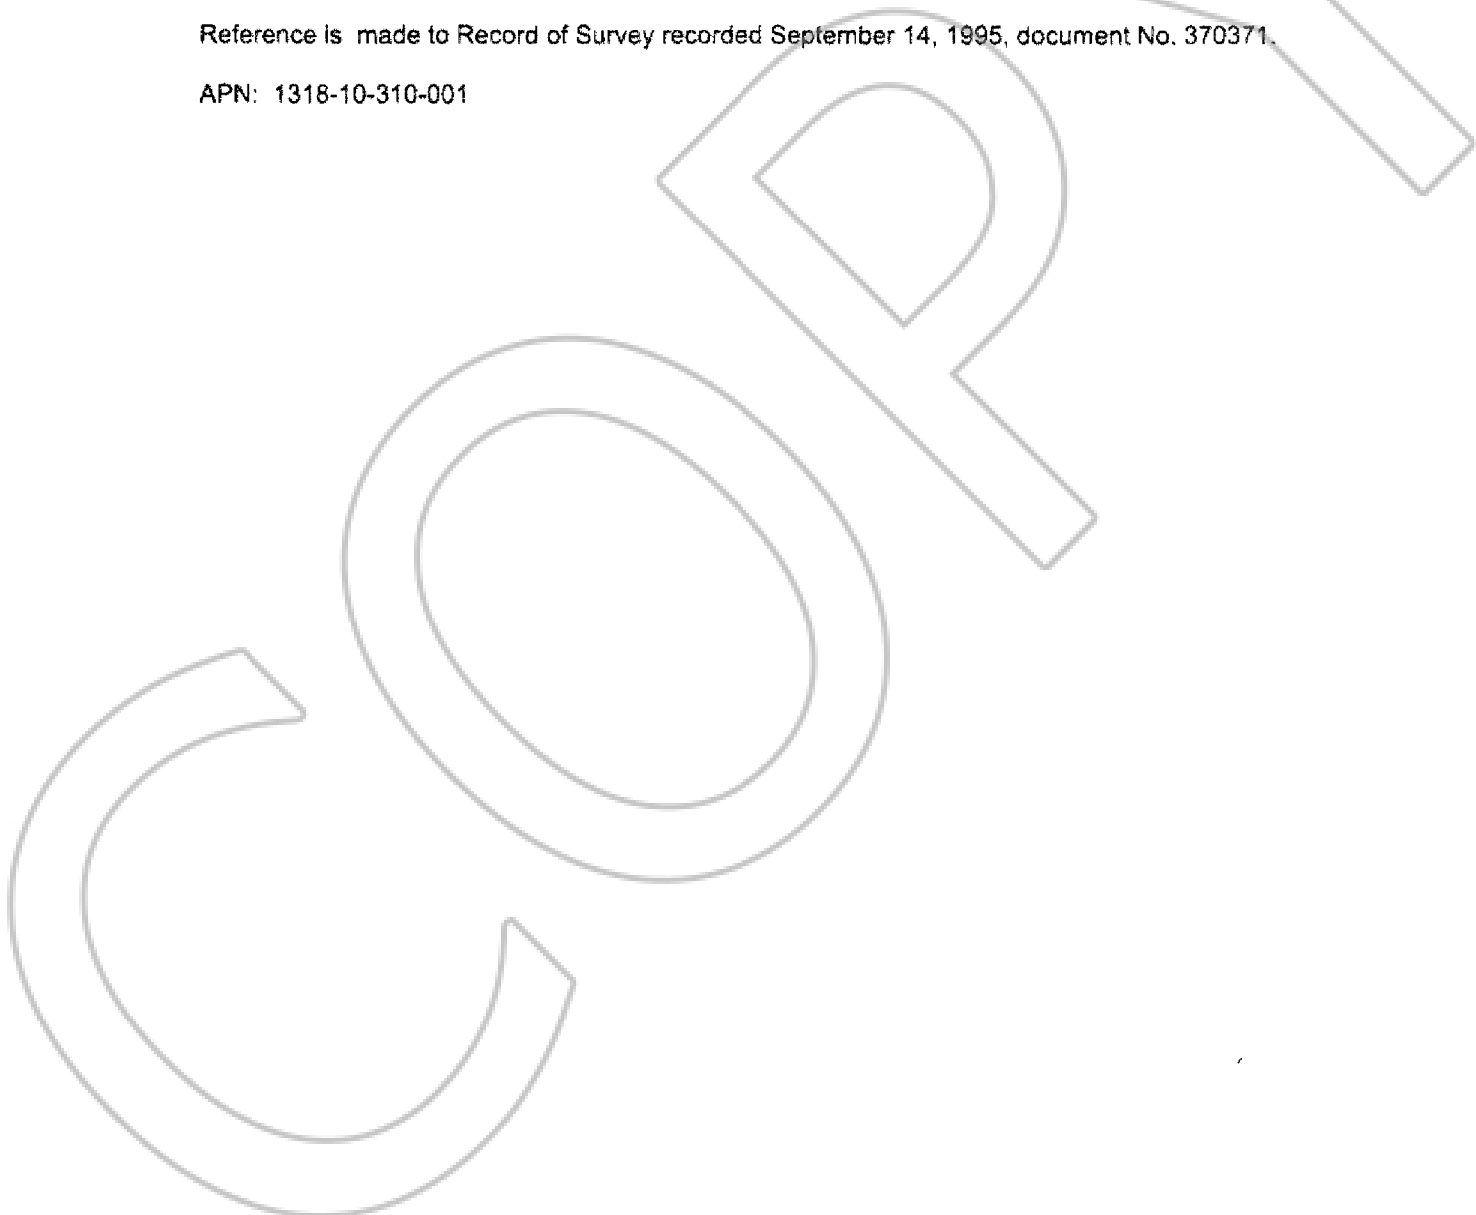 Reference is made to Record of Survey recorded September 14, 1995, document No. 370371.
APN: 1318-10-310-001
COPY